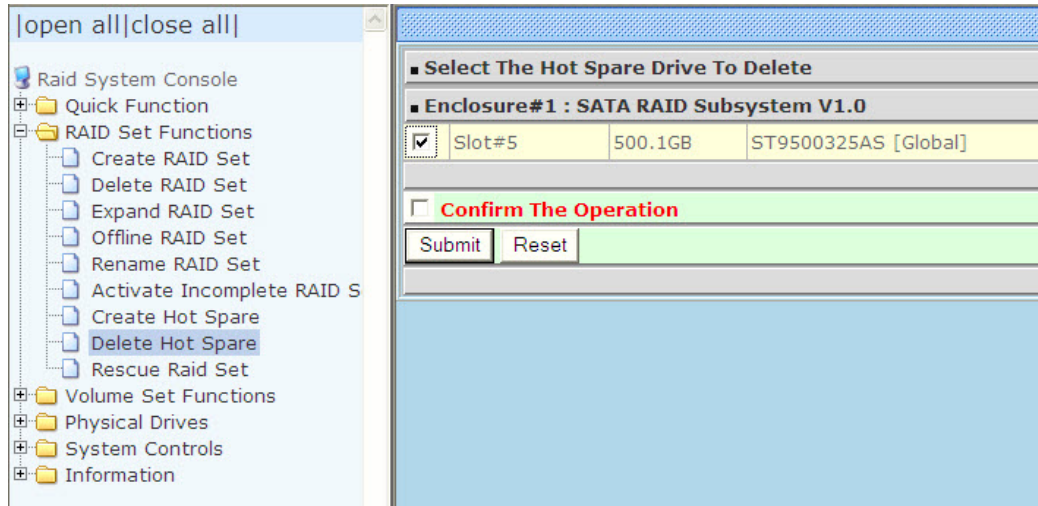 |open all|close all|
Raid System Console
Quick Function
RAID Set Functions
Create RAID Set
Delete RAID Set
Expand RAID Set
Offline RAID Set
Rename RAID Set
Activate Incomplete RAID S
Create Hot Spare
Delete Hot Spare
Rescue Raid Set
Volume Set Functions
Physical Drives
System Controls
Information
Select The Hot Spare Drive To Delete
Enclosure#1 : SATA RAID Subsystem V1.0
Slot#5 500.1GB ST9500325AS [Global]
Confirm The Operation
Submit Reset